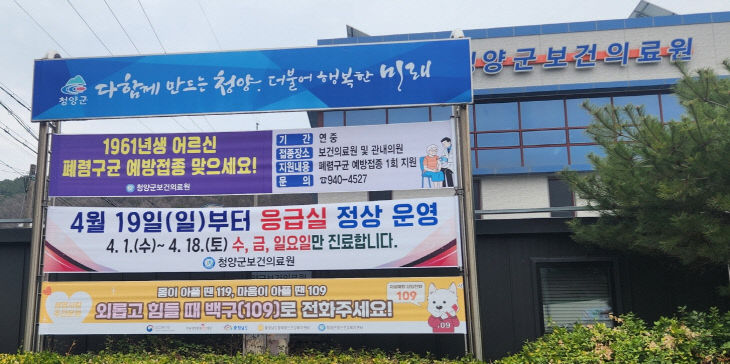 청양군보건의료원
청양군
다함께 만드는 청양, 더불어 행복한 미래
1961년생 어르신
폐렴구균 예방접종 맞으세요!
청양군보건의료원
기 간 연 중
접종장소 보건의료원 및 관내의원
지원내용 폐렴구균 예방접종 1회 지원
문 의 ☎940-4527
4월 19일(일)부터 응급실 정상 운영
4. 1.(수)~ 4. 18.(토) 수, 금, 일요일만 진료합니다.
청양군보건의료원
몸이 아플 땐 119, 마음이 아플 땐 109
외롭고 힘들 때 백구(109)로 전화주세요!
109
109